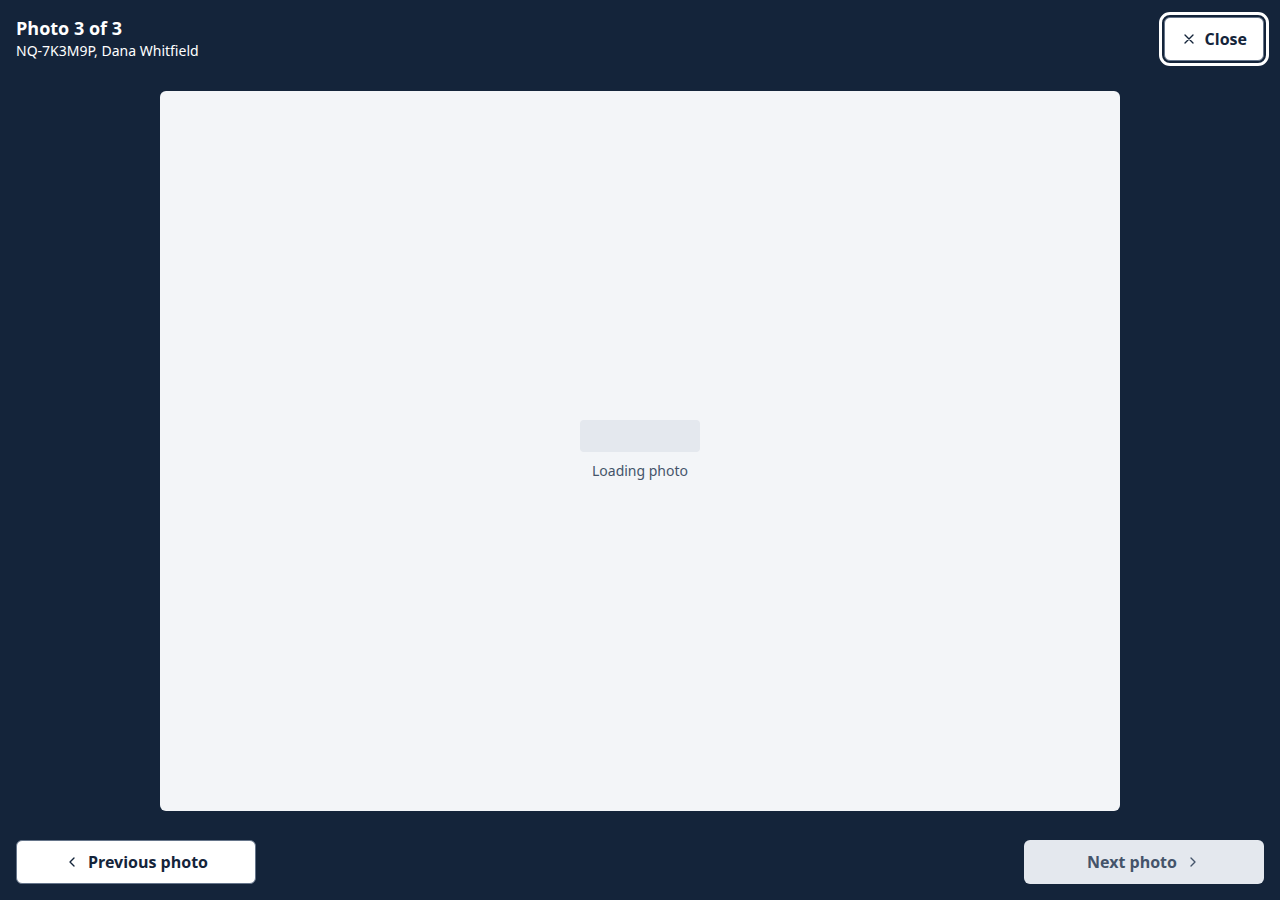 Photo 3 of 3
NQ-7K3M9P, Dana Whitfield
Close
Loading photo
Previous photo
Next photo